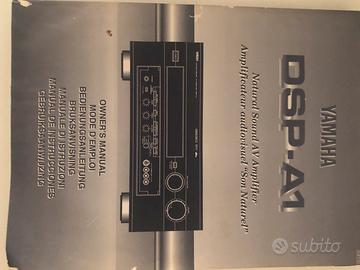 YAMAHA
DSP-A1
Natural Sound AV Amplifier
Amplificateur audiovisuel "Son Naturel"
OWNER'S MANUAL
MODE D'EMPLOI
BEDIENUNGSANLEITUNG
BRUKSANVISNING
MANUALE DI ISTRUZIONI
MANUAL DE INSTRUCCIONES
GEBRUIKSAANWIJZING
subito